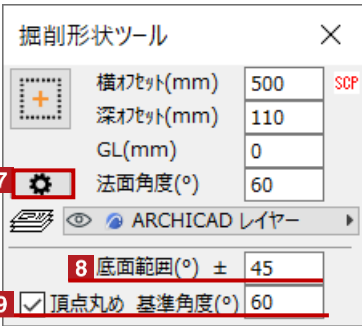 掘削形状ツール
横ｵﾌｾｯﾄ(mm) 500 SCP
深ｵﾌｾｯﾄ(mm) 110
GL(mm) 0
7 法面角度(°) 60
ARCHICAD レイヤー
8 底面範囲(°) ± 45
9 頂点丸め 基準角度(°) 60